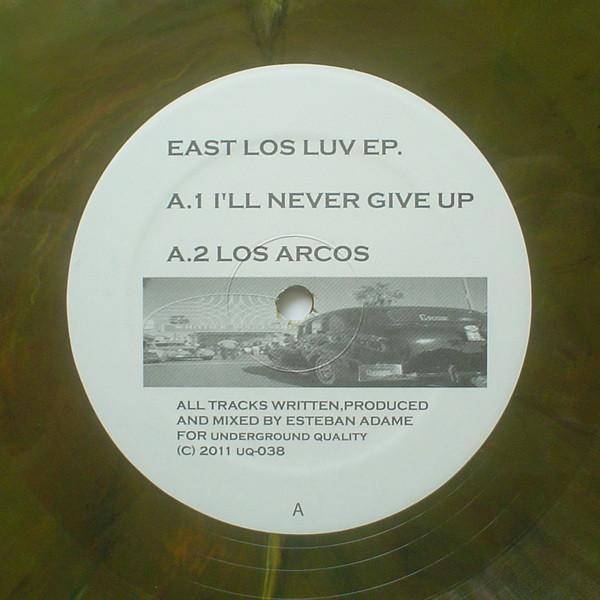 EAST LOS LUV EP.
A.1 I'LL NEVER GIVE UP
A.2 LOS ARCOS
ALL TRACKS WRITTEN,PRODUCED
AND MIXED BY ESTEBAN ADAME
FOR UNDERGROUND QUALITY
(C) 2011 UQ-038
A